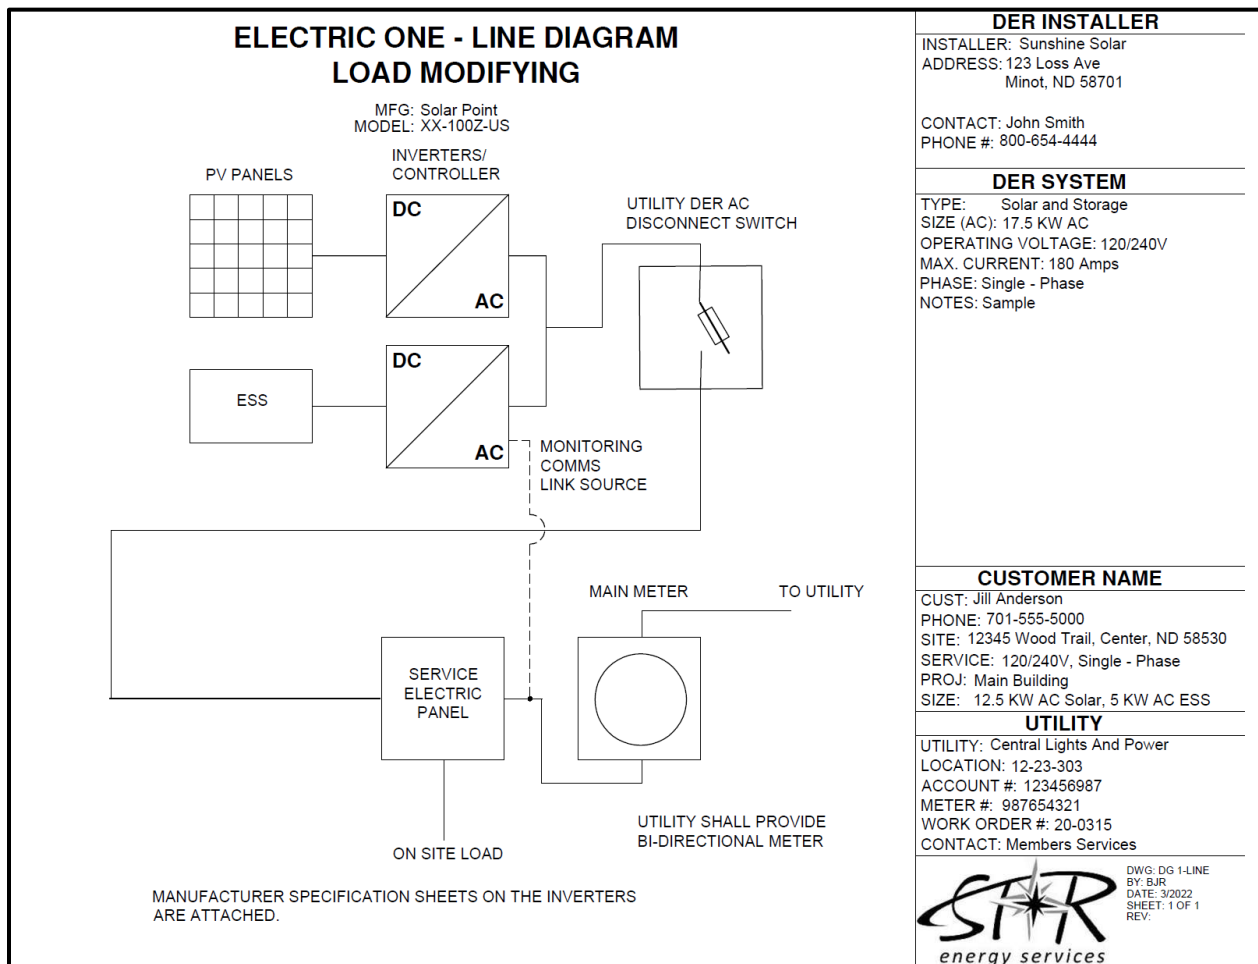 ELECTRIC ONE - LINE DIAGRAM
LOAD MODIFYING
MFG: Solar Point
MODEL: XX-100Z-US
PV PANELS
INVERTERS/
CONTROLLER
DC
AC
UTILITY DER AC
DISCONNECT SWITCH
ESS
DC
AC
MONITORING
COMMS
LINK SOURCE
MAIN METER
TO UTILITY
SERVICE
ELECTRIC
PANEL
ON SITE LOAD
UTILITY SHALL PROVIDE
BI-DIRECTIONAL METER
MANUFACTURER SPECIFICATION SHEETS ON THE INVERTERS
ARE ATTACHED.
DER INSTALLER
INSTALLER: Sunshine Solar
ADDRESS: 123 Loss Ave
Minot, ND 58701
CONTACT: John Smith
PHONE #: 800-654-4444
DER SYSTEM
TYPE: Solar and Storage
SIZE (AC): 17.5 KW AC
OPERATING VOLTAGE: 120/240V
MAX. CURRENT: 180 Amps
PHASE: Single - Phase
NOTES: Sample
CUSTOMER NAME
CUST: Jill Anderson
PHONE: 701-555-5000
SITE: 12345 Wood Trail, Center, ND 58530
SERVICE: 120/240V, Single - Phase
PROJ: Main Building
SIZE: 12.5 KW AC Solar, 5 KW AC ESS
UTILITY
UTILITY: Central Lights And Power
LOCATION: 12-23-303
ACCOUNT #: 123456987
METER #: 987654321
WORK ORDER #: 20-0315
CONTACT: Members Services
STAR
energy services
DWG: DG 1-LINE
BY: BJR
DATE: 3/2022
SHEET: 1 OF 1
REV: